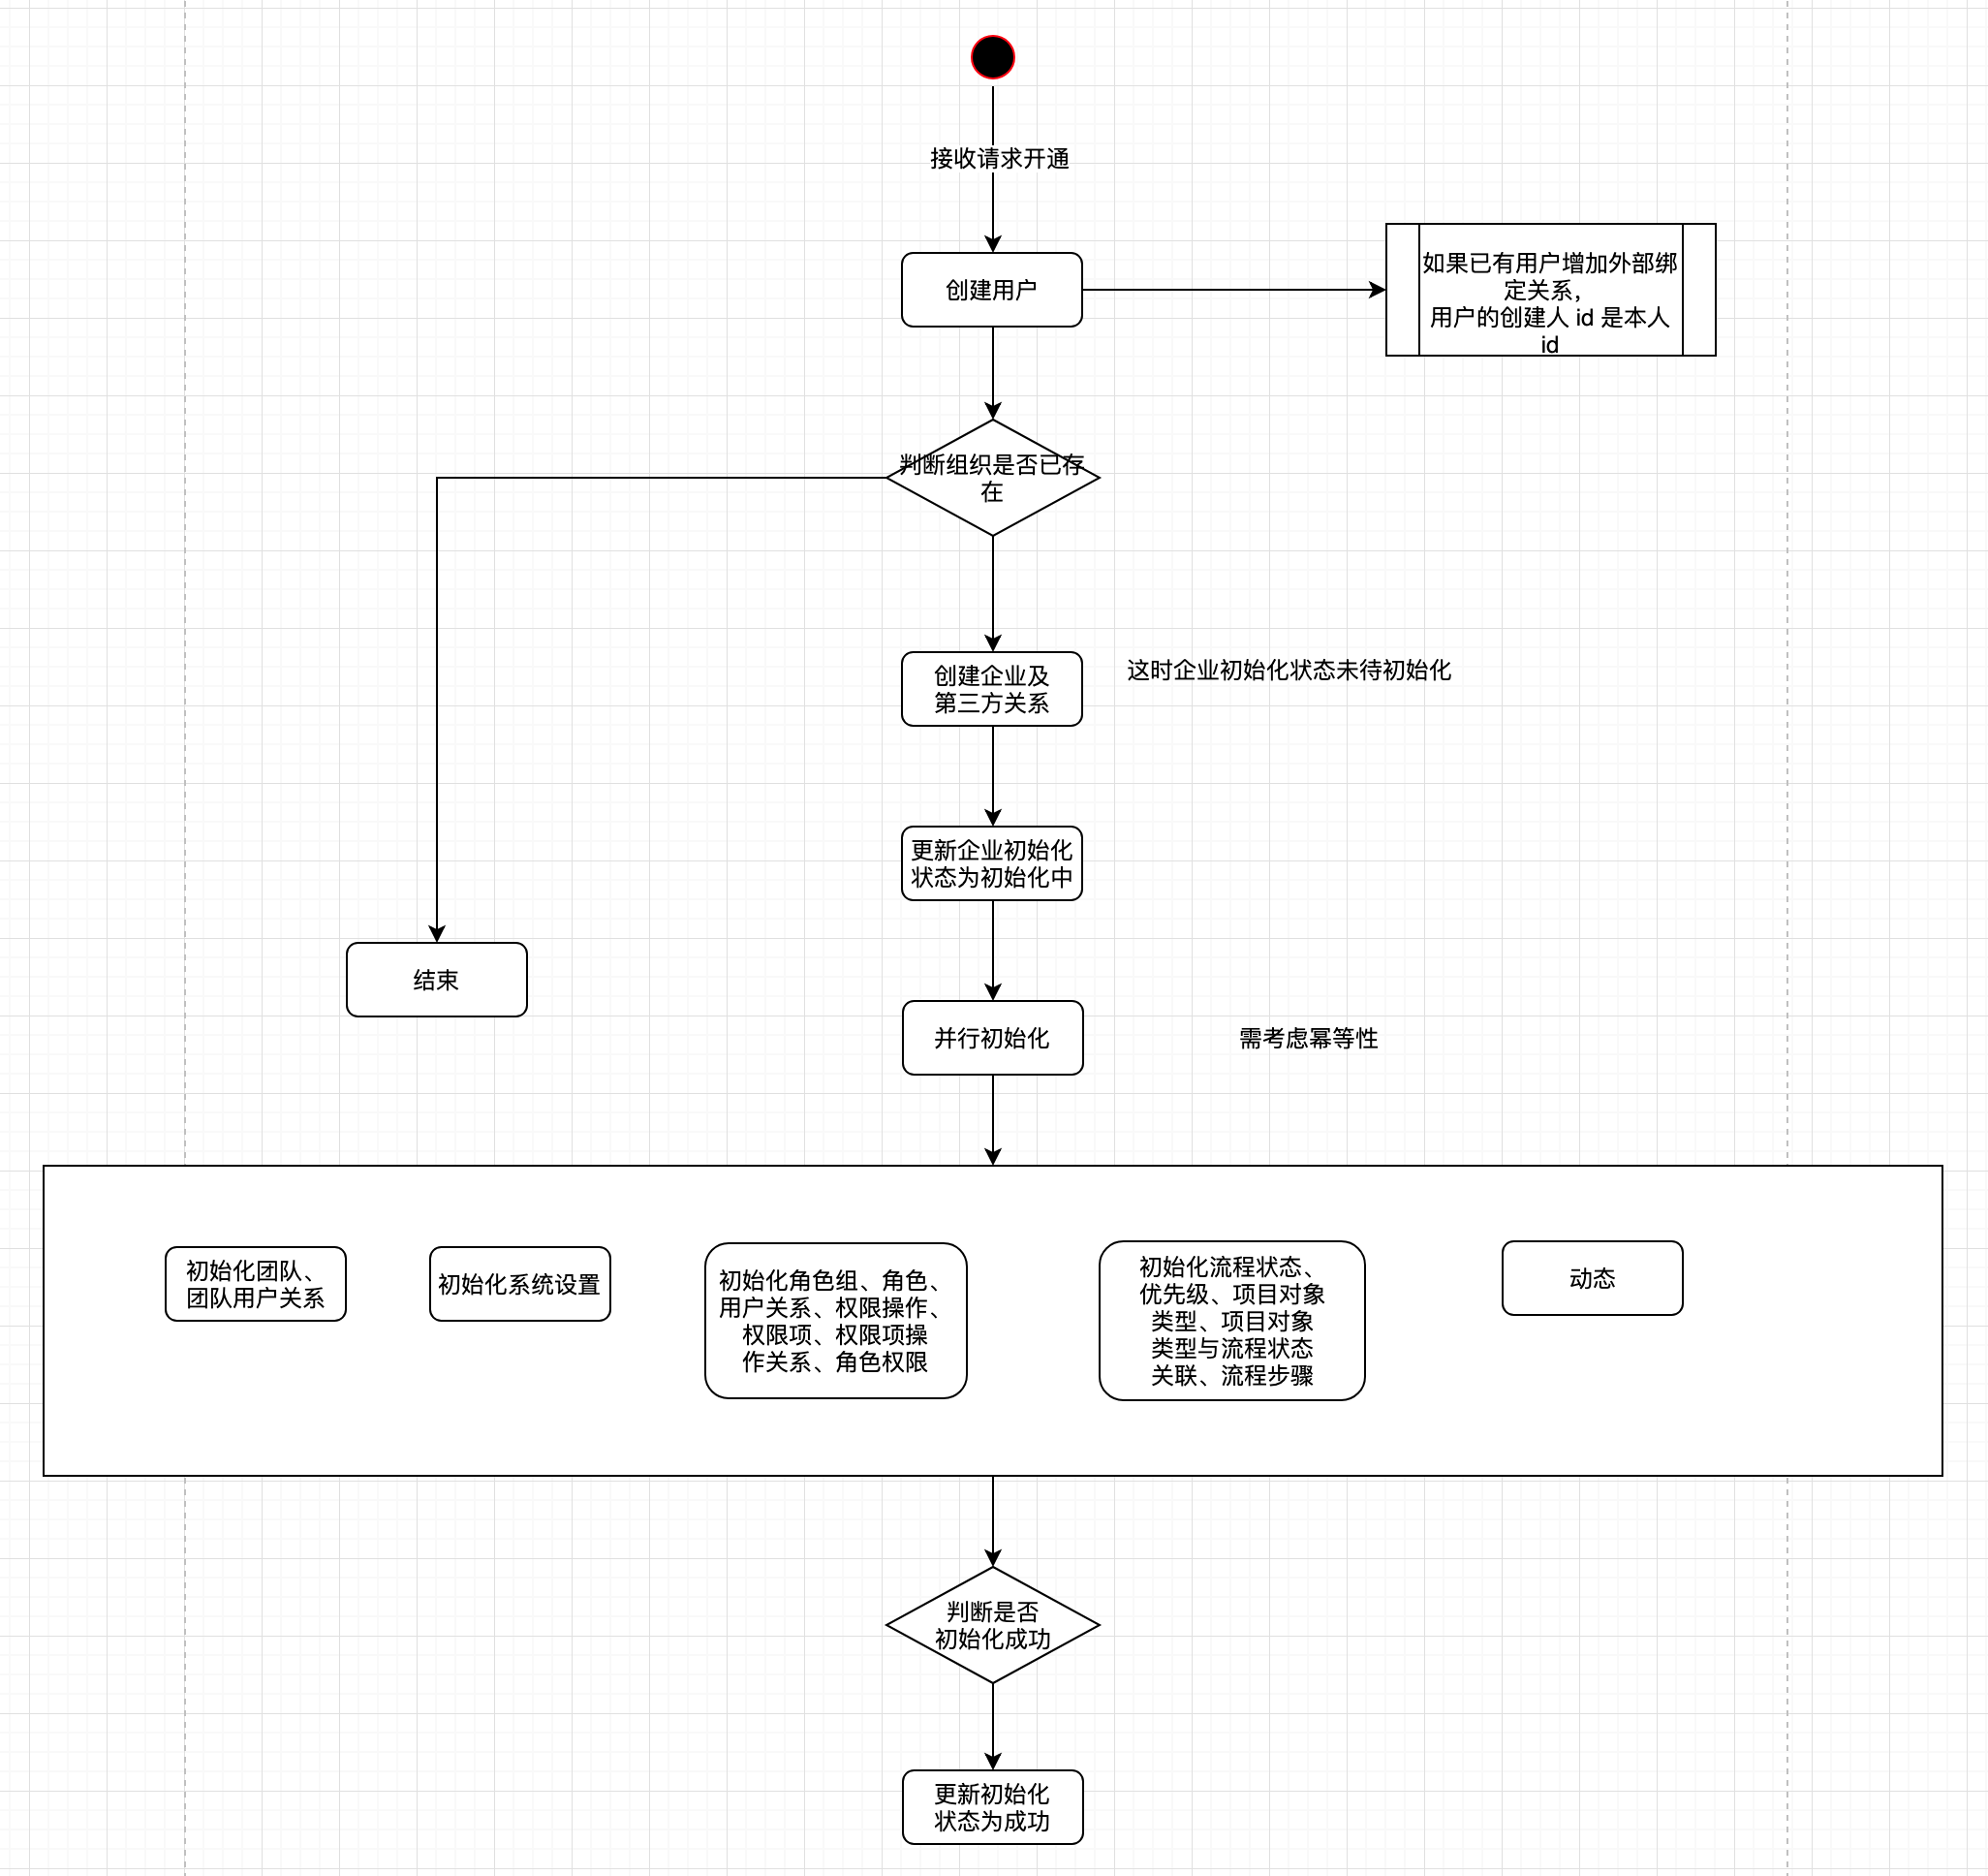 接收请求开通
创建用户
如果已有用户增加外部绑
定关系，
用户的创建人 id 是本人
id
判断组织是否已存
在
创建企业及
第三方关系
这时企业初始化状态未待初始化
更新企业初始化
状态为初始化中
结束
并行初始化
需考虑幂等性
初始化团队、
团队用户关系
初始化系统设置
初始化角色组、角色、
用户关系、权限操作、
权限项、权限项操
作关系、角色权限
初始化流程状态、
优先级、项目对象
类型、项目对象
类型与流程状态
关联、流程步骤
动态
判断是否
初始化成功
更新初始化
状态为成功